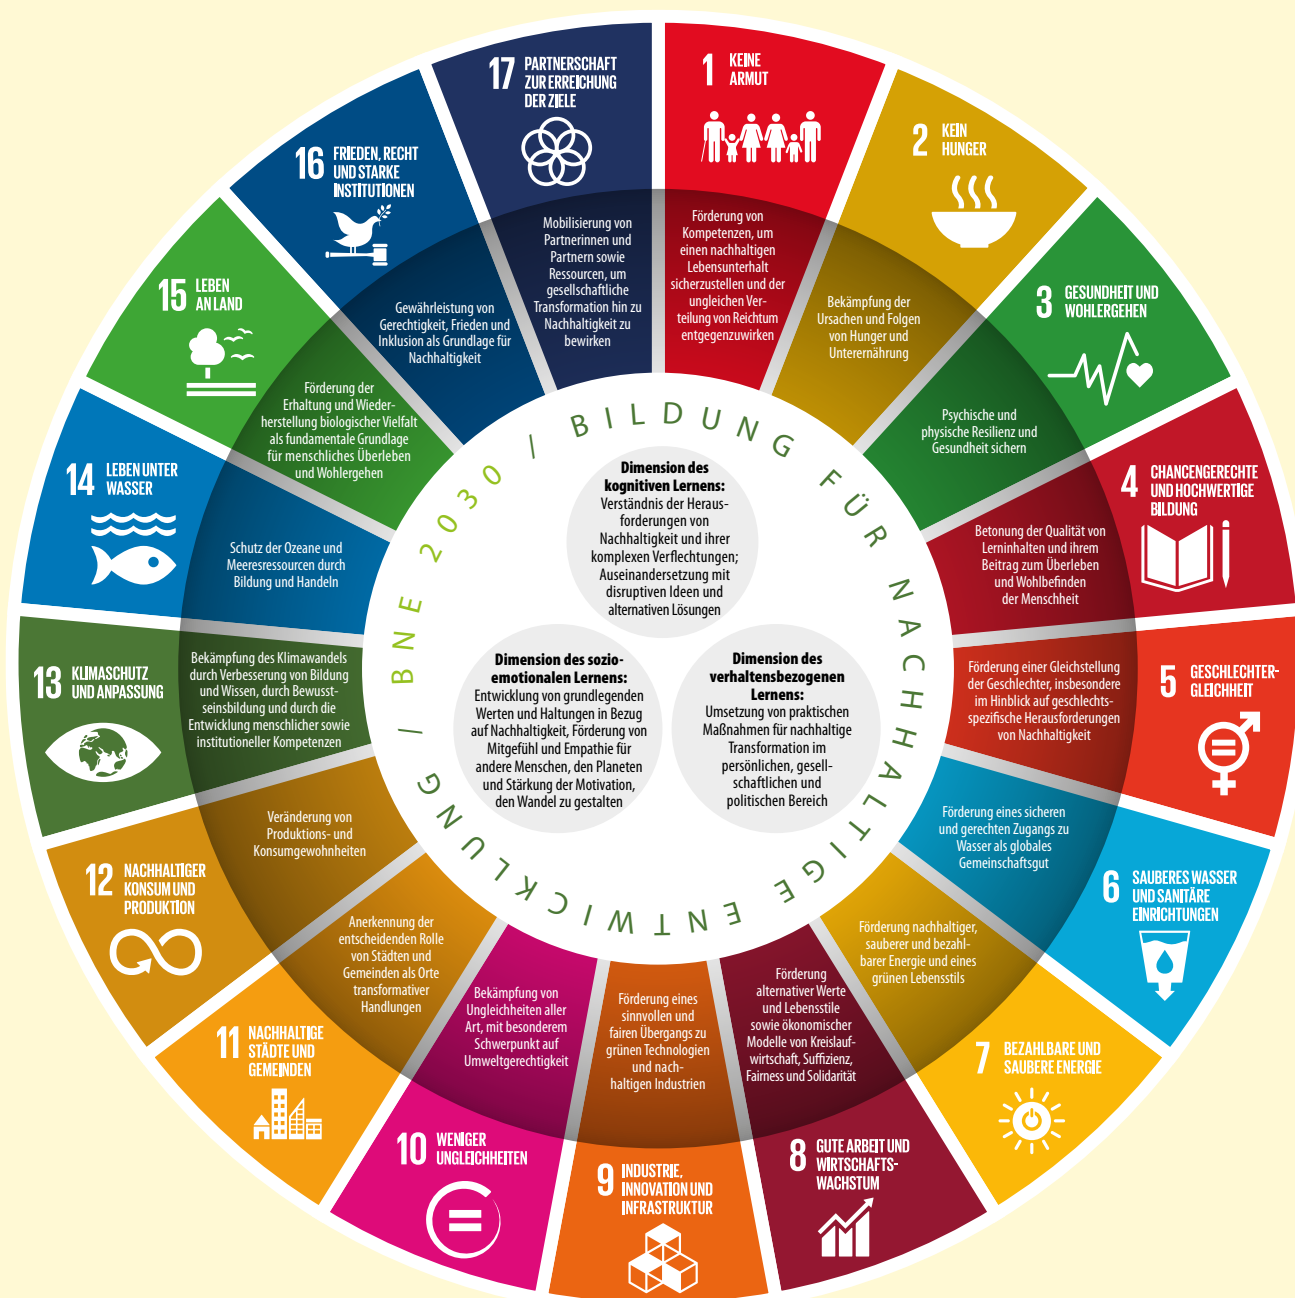 1 KEINE
ARMUT
Förderung von
Kompetenzen, um
einen nachhaltigen
Lebensunterhalt
sicherzustellen und der
ungleichen Ver-
teilung von Reichtum
entgegenzuwirken
2 KEIN
HUNGER
Bekämpfung der
Ursachen und Folgen
von Hunger und
Unterernährung
3 GESUNDHEIT UND
WOHLERGEHEN
Psychische und
physische Resilienz und
Gesundheit sichern
4 CHANCENGERECHTE
UND HOCHWERTIGE
BILDUNG
Betonung der Qualität von
Lerninhalten und ihrem
Beitrag zum Überleben
und Wohlbefinden
der Menschheit
5 GESCHLECHTER-
GLEICHHEIT
Förderung einer Gleichstellung
der Geschlechter, insbesondere
im Hinblick auf geschlechts-
spezifische Herausforderungen
von Nachhaltigkeit
6 SAUBERES WASSER
UND SANITÄRE
EINRICHTUNGEN
Förderung eines sicheren
und gerechten Zugangs zu
Wasser als globales
Gemeinschaftsgut
7 BEZAHLBARE UND
SAUBERE ENERGIE
Förderung nachhaltiger,
sauberer und bezahl-
barer Energie und eines
grünen Lebensstils
8 GUTE ARBEIT UND
WIRTSCHAFTS-
WACHSTUM
Förderung
alternativer Werte
und Lebensstile
sowie ökonomischer
Modelle von Kreislauf-
wirtschaft, Suffizienz,
Fairness und Solidarität
9 INDUSTRIE,
INNOVATION UND
INFRASTRUKTUR
Förderung eines
sinnvollen und
fairen Übergangs zu
grünen Technologien
und nach-
haltigen Industrien
10 WENIGER
UNGLEICHHEITEN
Bekämpfung von
Ungleichheiten aller
Art, mit besonderem
Schwerpunkt auf
Umweltgerechtigkeit
11 NACHHALTIGE
STÄDTE UND
GEMEINDEN
Anerkennung der
entscheidenden Rolle
von Städten und
Gemeinden als Orte
transformativer
Handlungen
12 NACHHALTIGER
KONSUM UND
PRODUKTION
Veränderung von
Produktions- und
Konsumgewohnheiten
13 KLIMASCHUTZ
UND ANPASSUNG
Bekämpfung des Klimawandels
durch Verbesserung von Bildung
und Wissen, durch Bewusst-
seinsbildung und durch die
Entwicklung menschlicher sowie
institutioneller Kompetenzen
14 LEBEN UNTER
WASSER
Schutz der Ozeane und
Meeresressourcen durch
Bildung und Handeln
15 LEBEN
AN LAND
Förderung der
Erhaltung und Wieder-
herstellung biologischer Vielfalt
als fundamentale Grundlage
für menschliches Überleben
und Wohlergehen
16 FRIEDEN, RECHT
UND STARKE
INSTITUTIONEN
Gewährleistung von
Gerechtigkeit, Frieden und
Inklusion als Grundlage für
Nachhaltigkeit
17 PARTNERSCHAFT
ZUR ERREICHUNG
DER ZIELE
Mobilisierung von
Partnerinnen und
Partnern sowie
Ressourcen, um
gesellschaftliche
Transformation hin zu
Nachhaltigkeit zu
bewirken
/ BNE 2030 / BILDUNG FÜR NACHHALTIGE ENTWICKLUNG
Dimension des
kognitiven Lernens:
Verständnis der Heraus-
forderungen von
Nachhaltigkeit und ihrer
komplexen Verflechtungen;
Auseinandersetzung mit
disruptiven Ideen und
alternativen Lösungen
Dimension des sozio-
emotionalen Lernens:
Entwicklung von grundlegenden
Werten und Haltungen in Bezug
auf Nachhaltigkeit, Förderung von
Mitgefühl und Empathie für
andere Menschen, den Planeten
und Stärkung der Motivation,
den Wandel zu gestalten
Dimension des
verhaltensbezogenen
Lernens:
Umsetzung von praktischen
Maßnahmen für nachhaltige
Transformation im
persönlichen, gesell-
schaftlichen und
politischen Bereich